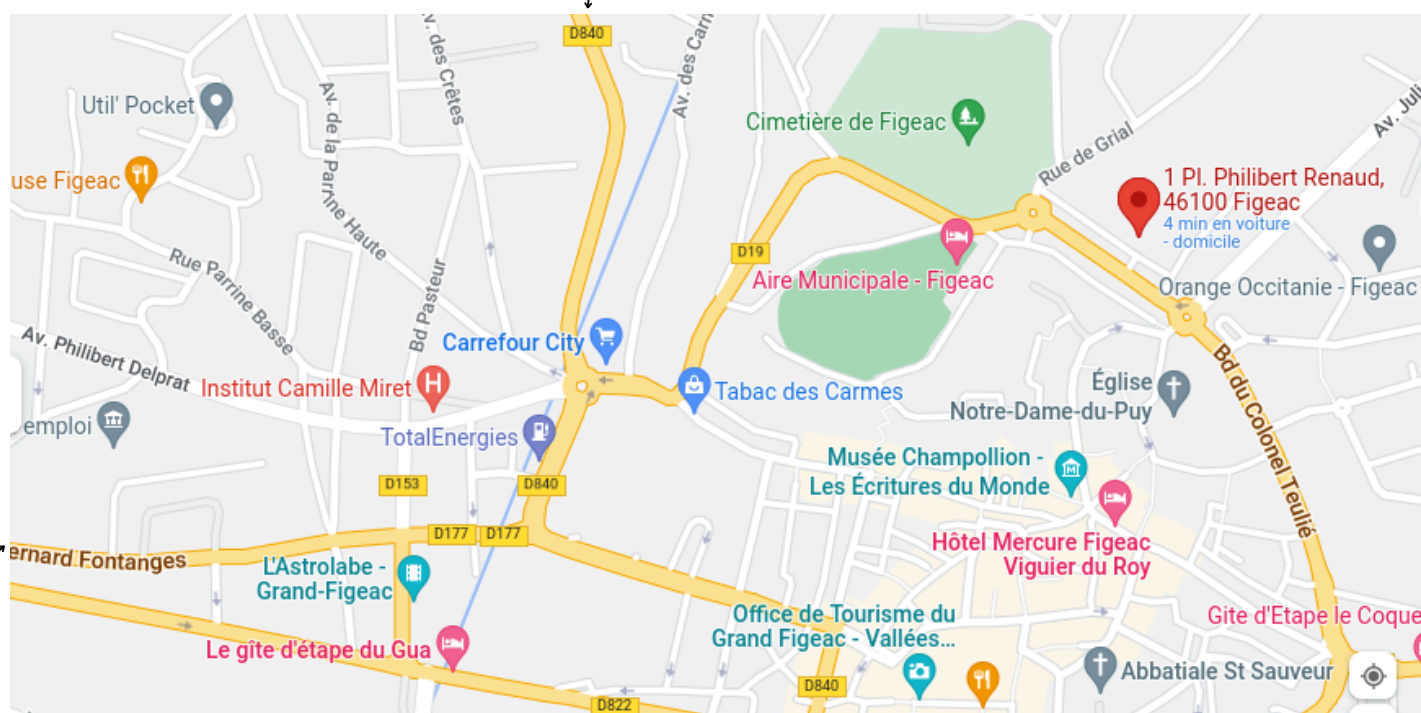 D840
Av. des Crêtes
Av. des Carm
Util' Pocket
Av. de la Parrine Haute
Cimetière de Figeac
Rue de Grial
Av. Juli
use Figeac
1 Pl. Philibert Renaud,
46100 Figeac
4 min en voiture
- domicile
D19
Rue Parrine Basse
Aire Municipale - Figeac
Orange Occitanie - Figeac
Bd Pasteur
Av. Philibert Delprat
Carrefour City
Institut Camille Miret
Tabac des Carmes
Bd du Colonel Teulié
Église
Notre-Dame-du-Puy
emploi
TotalEnergies
Musée Champollion -
Les Écritures du Monde
D153
D840
D177
D177
ernard Fontanges
Hôtel Mercure Figeac
Viguier du Roy
L'Astrolabe -
Grand-Figeac
Office de Tourisme du
Grand Figeac - Vallées...
Gite d'Etape le Coque
Le gîte d'étape du Gua
Abbatiale St Sauveur
D840
D822